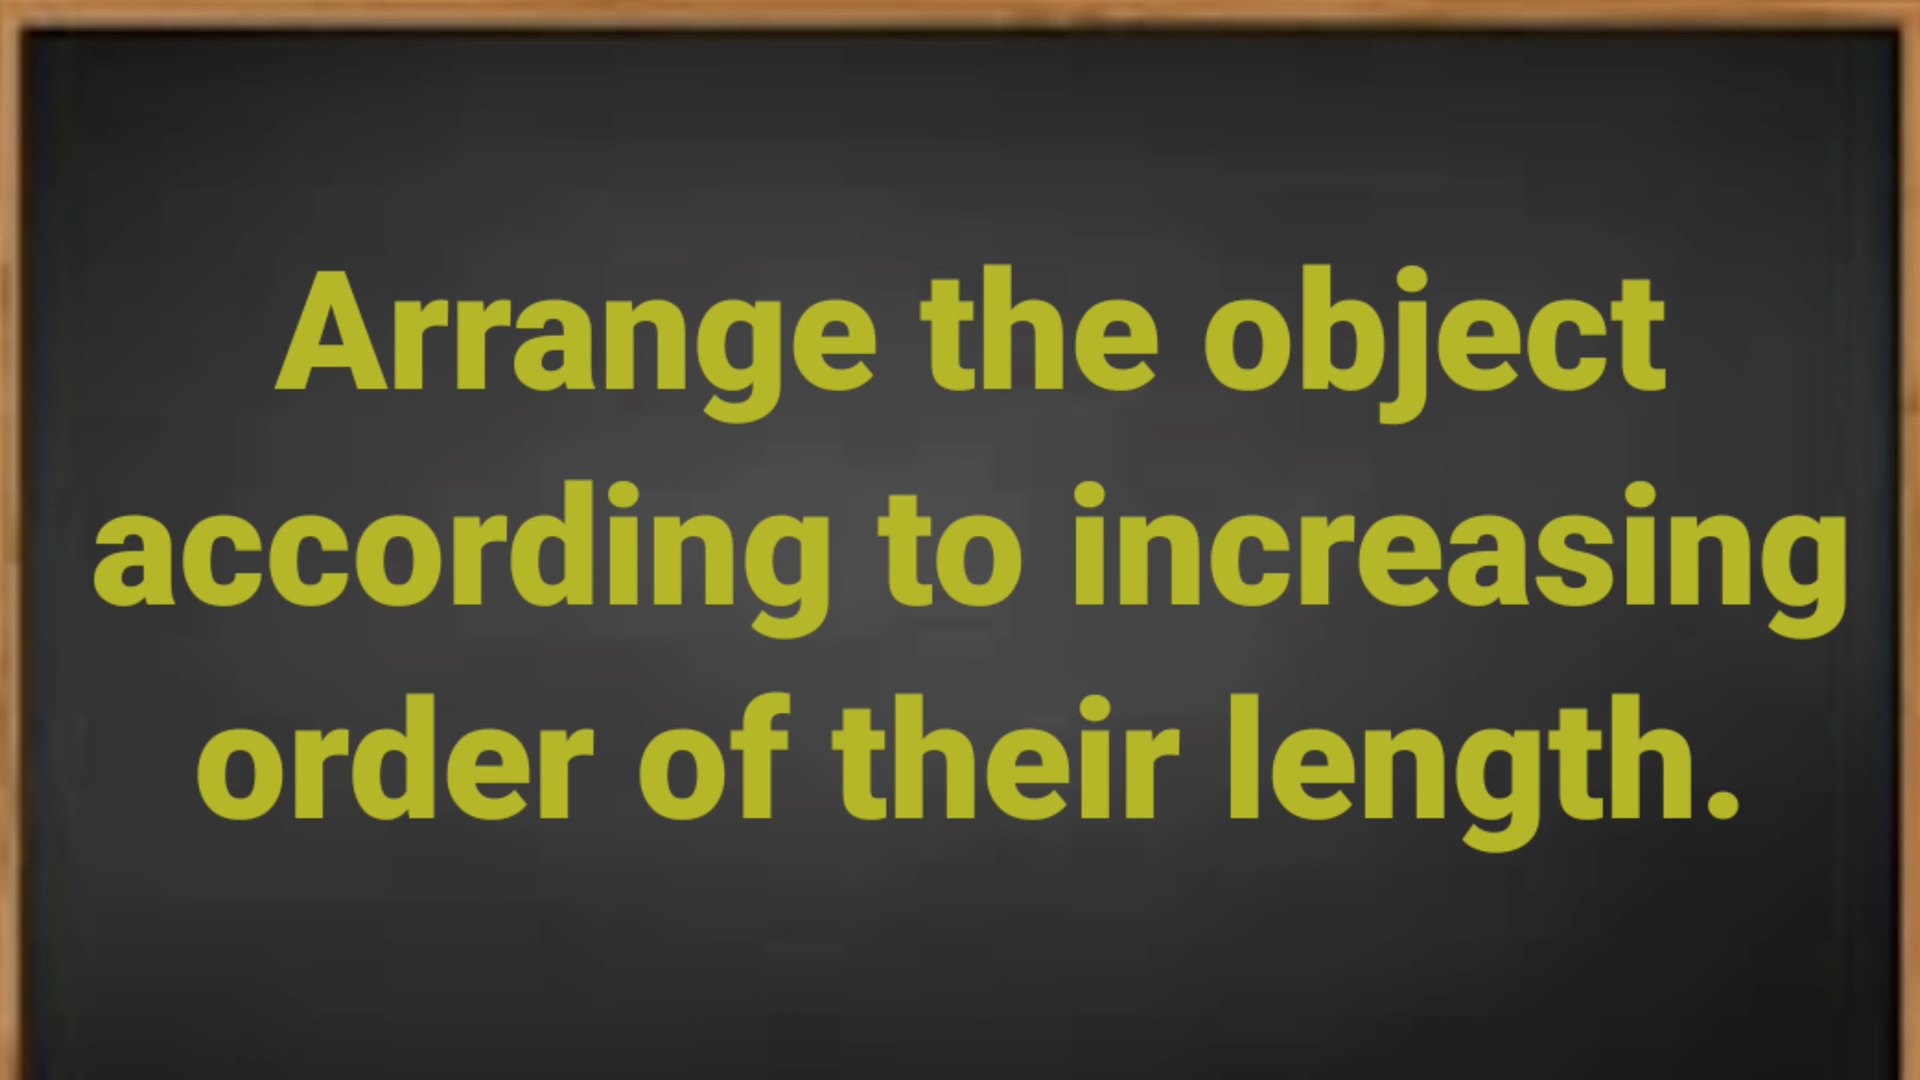 Arrange the object
according to increasing
order of their length.